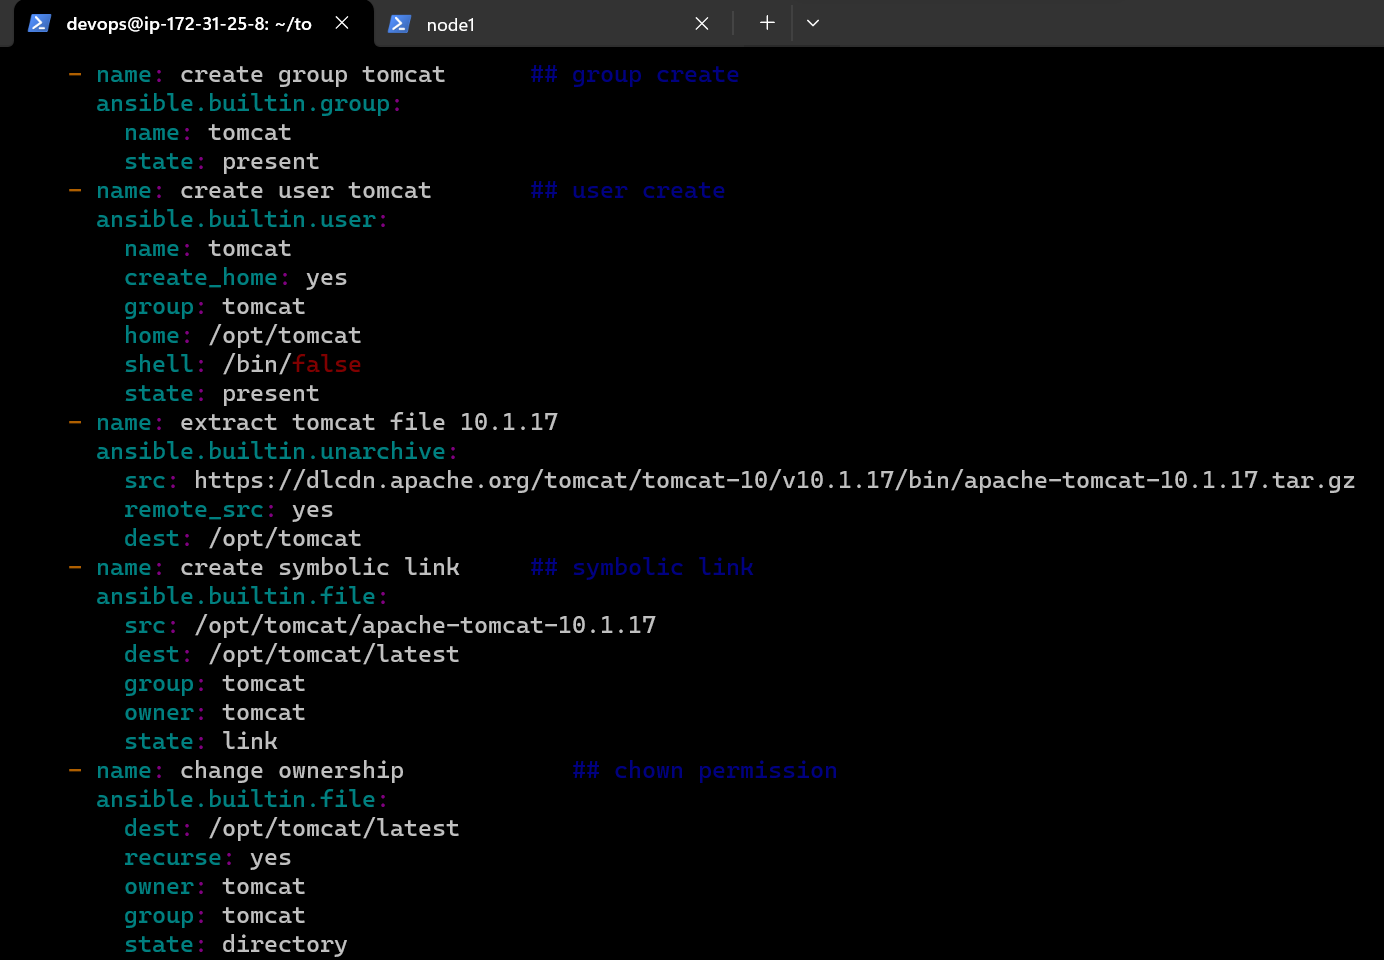 devops@ip-172-31-25-8: ~/to
node1
- name: create group tomcat      ## group create
  ansible.builtin.group:
    name: tomcat
    state: present
- name: create user tomcat       ## user create
  ansible.builtin.user:
    name: tomcat
    create_home: yes
    group: tomcat
    home: /opt/tomcat
    shell: /bin/false
    state: present
- name: extract tomcat file 10.1.17
  ansible.builtin.unarchive:
    src: https://dlcdn.apache.org/tomcat/tomcat-10/v10.1.17/bin/apache-tomcat-10.1.17.tar.gz
    remote_src: yes
    dest: /opt/tomcat
- name: create symbolic link     ## symbolic link
  ansible.builtin.file:
    src: /opt/tomcat/apache-tomcat-10.1.17
    dest: /opt/tomcat/latest
    group: tomcat
    owner: tomcat
    state: link
- name: change ownership            ## chown permission
  ansible.builtin.file:
    dest: /opt/tomcat/latest
    recurse: yes
    owner: tomcat
    group: tomcat
    state: directory